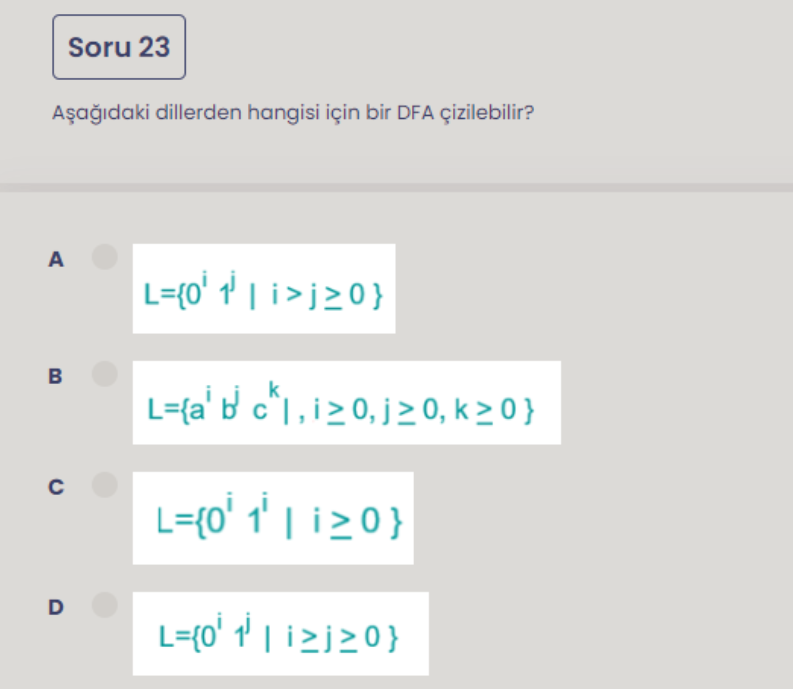 Soru 23
Aşağıdaki dillerden hangisi için bir DFA çizilebilir?
A L={0ⁱ 1ʲ | i > j ≥ 0 }
B L={aⁱ bʲ cᵏ| , i ≥ 0, j ≥ 0, k ≥ 0 }
C L={0ⁱ 1ⁱ | i ≥ 0 }
D L={0ⁱ 1ʲ | i ≥ j ≥ 0 }